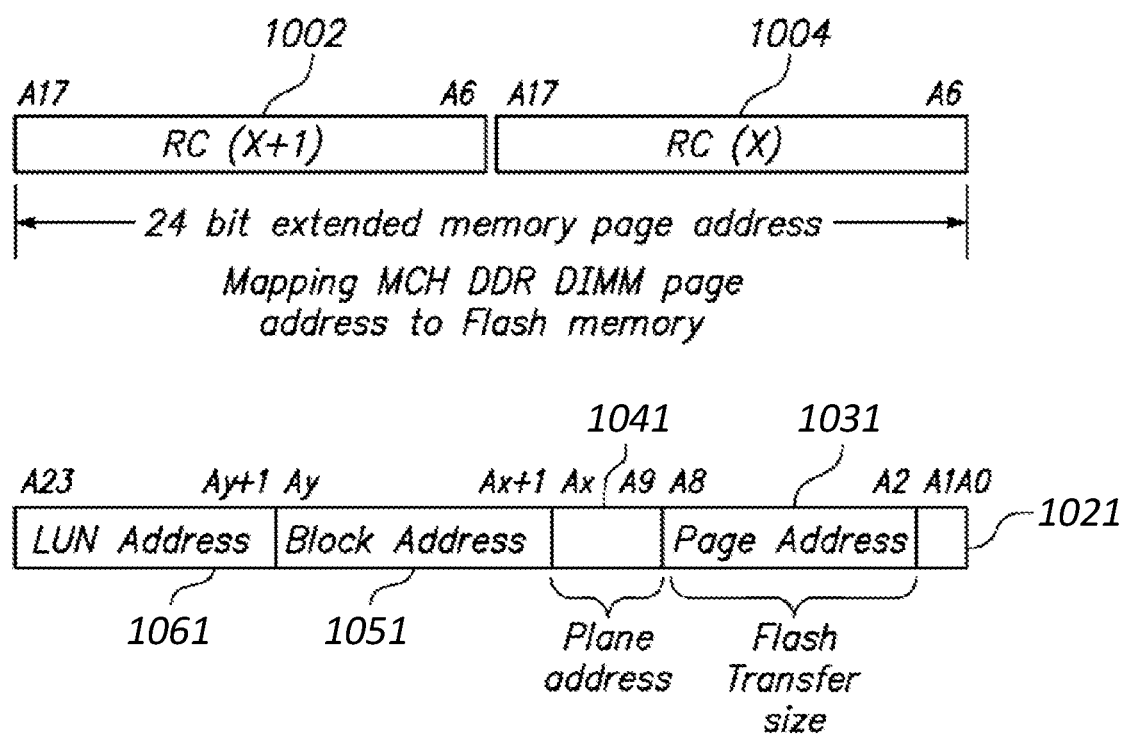 1002 1004
A17 A6 A17 A6
RC (X+1) RC (X)
24 bit extended memory page address
Mapping MCH DDR DIMM page
address to Flash memory
1041 1031
A23 Ay+1 Ay Ax+1 Ax A9 A8 A2 A1A0
LUN Address Block Address Page Address 1021
1061 1051
Plane Flash
address Transfer
size